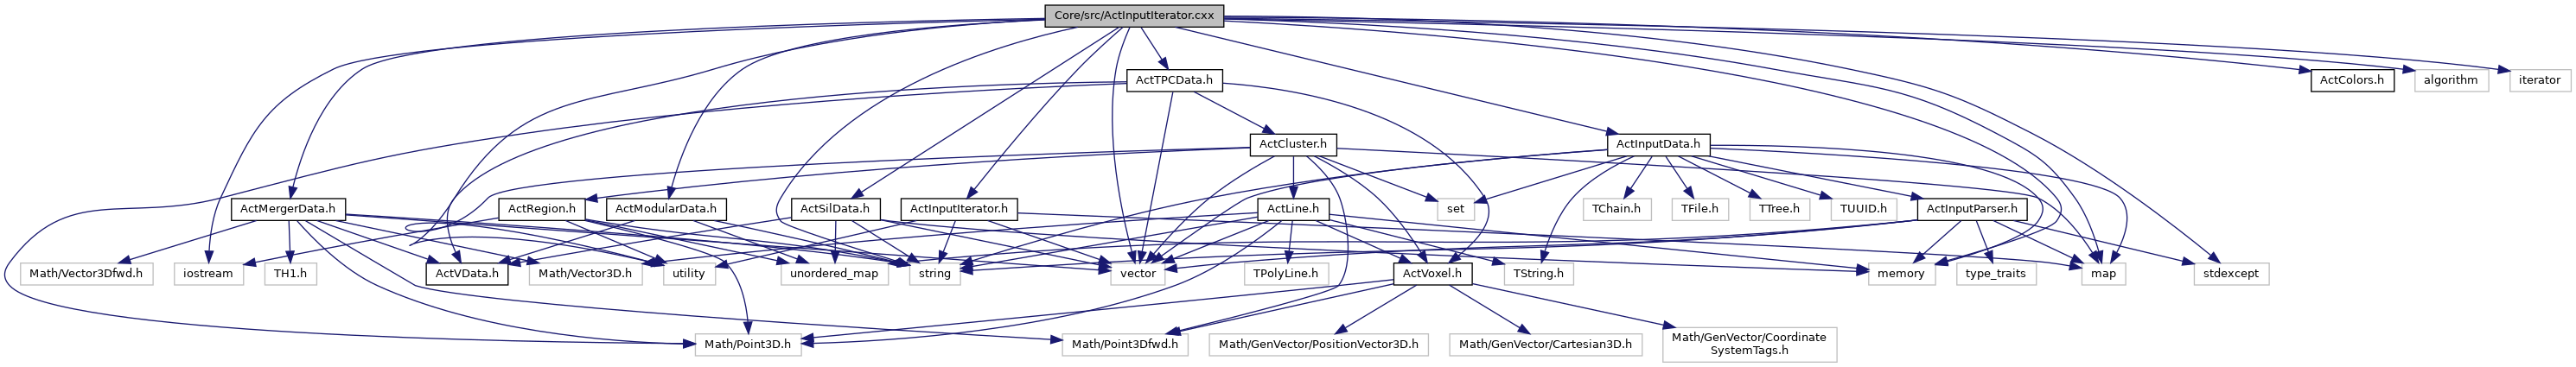 Core/src/ActInputIterator.cxx
ActTPCData.h
ActColors.h
algorithm
iterator
ActCluster.h
ActInputData.h
ActMergerData.h
ActRegion.h
ActModularData.h
ActSilData.h
ActInputIterator.h
ActLine.h
set
TChain.h
TFile.h
TTree.h
TUUID.h
ActInputParser.h
Math/Vector3Dfwd.h
iostream
TH1.h
ActVData.h
Math/Vector3D.h
utility
unordered_map
string
vector
TPolyLine.h
ActVoxel.h
TString.h
memory
type_traits
map
stdexcept
Math/Point3D.h
Math/Point3Dfwd.h
Math/GenVector/PositionVector3D.h
Math/GenVector/Cartesian3D.h
Math/GenVector/Coordinate
SystemTags.h